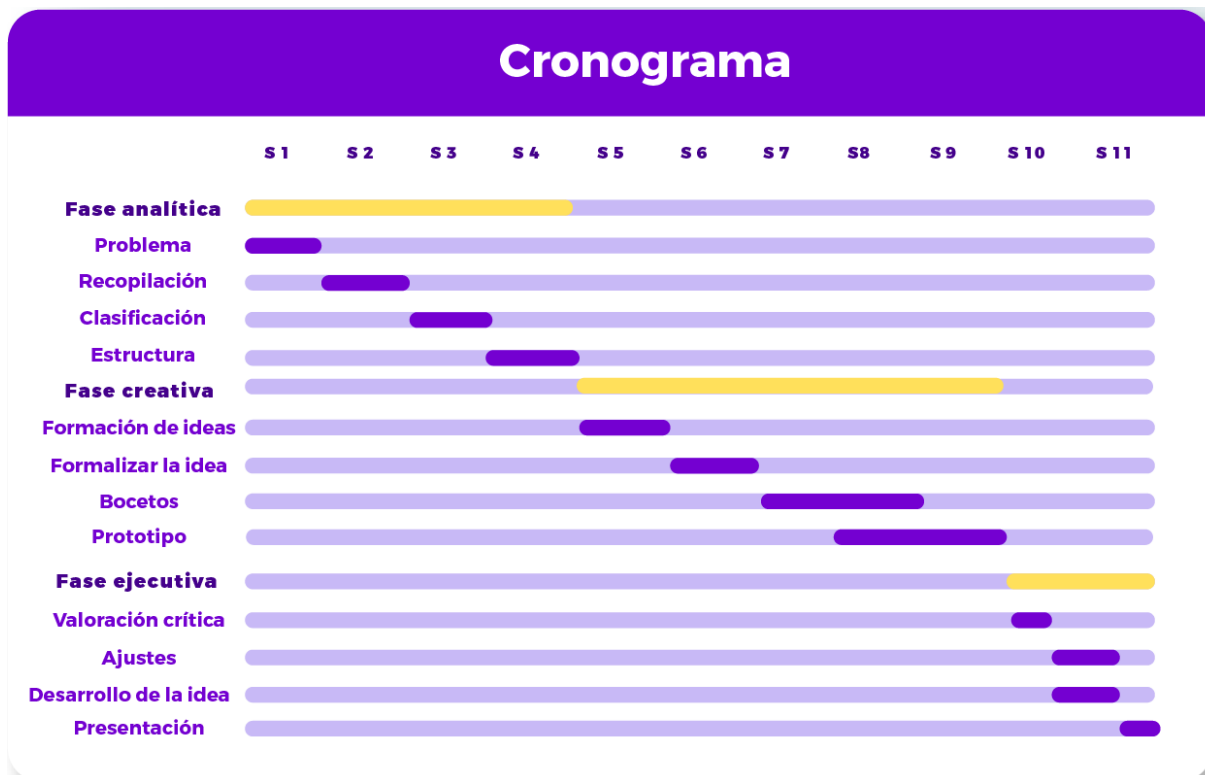 Cronograma
S 1 S 2 S 3 S 4 S 5 S 6 S 7 S8 S 9 S 10 S 11
Fase analítica
Problema
Recopilación
Clasificación
Estructura
Fase creativa
Formación de ideas
Formalizar la idea
Bocetos
Prototipo
Fase ejecutiva
Valoración crítica
Ajustes
Desarrollo de la idea
Presentación